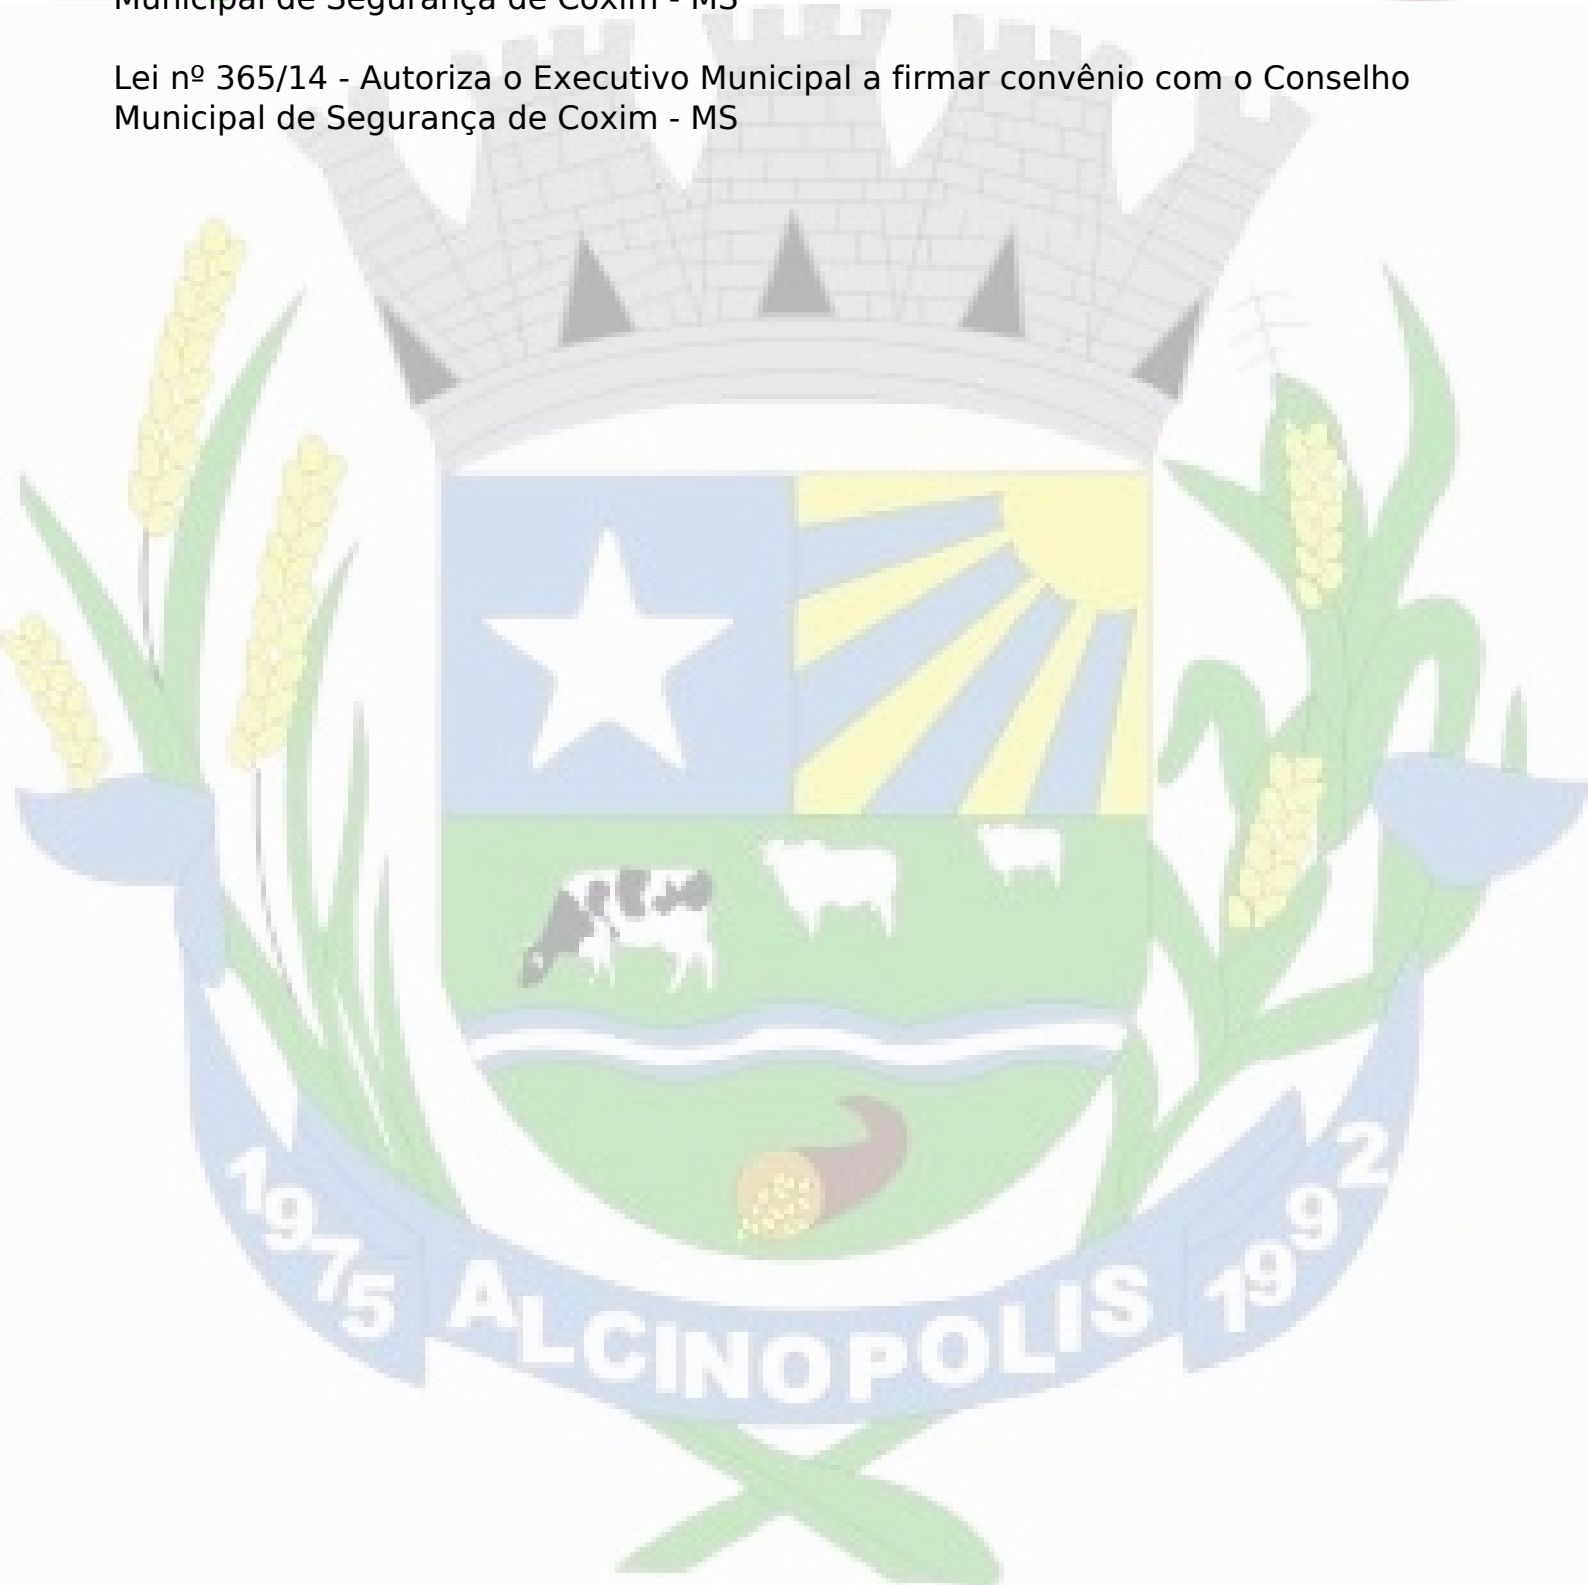 Municipal de Segurança de Coxim - MS
Lei nº 365/14 - Autoriza o Executivo Municipal a firmar convênio com o Conselho
Municipal de Segurança de Coxim - MS
1975
ALCINOPOLIS
1992